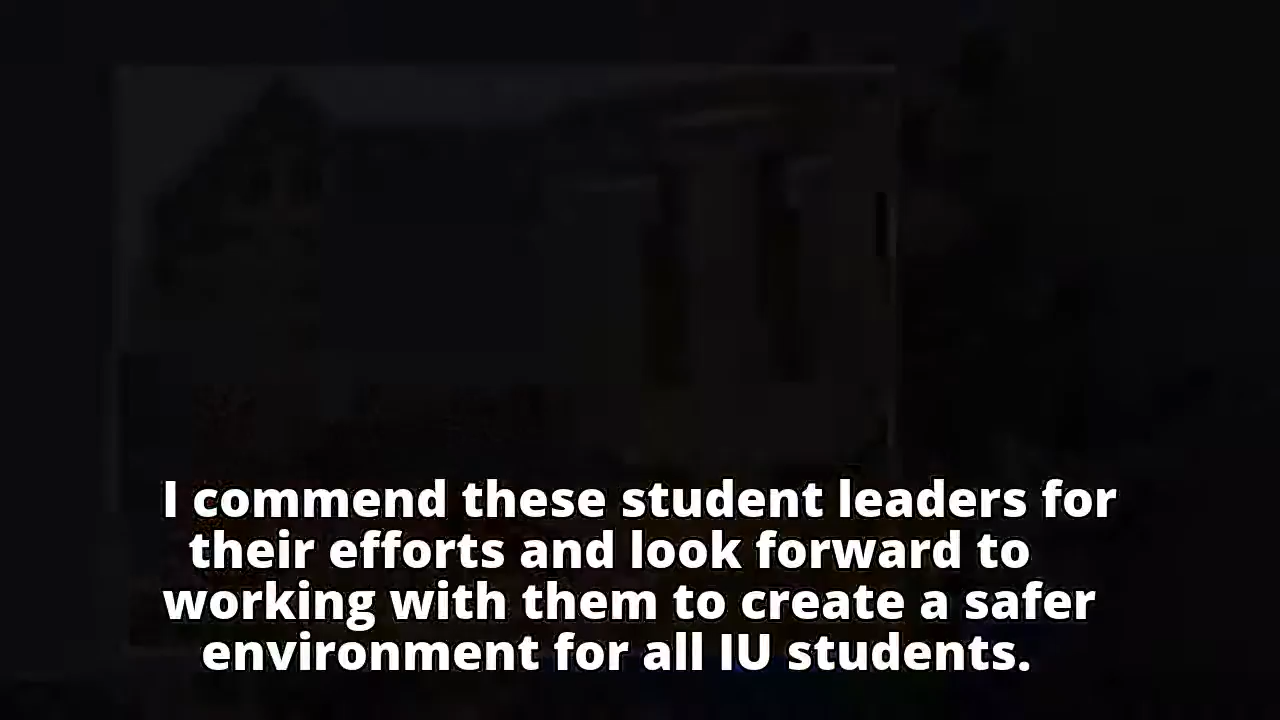 I commend these student leaders for
their efforts and look forward to
working with them to create a safer
environment for all IU students.